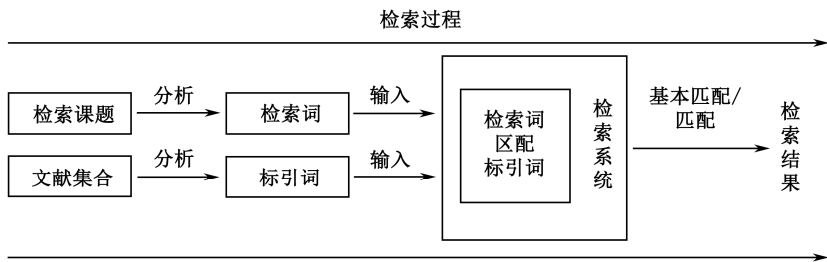 检索过程
检索课题
分析
检索词
输入
文献集合
分析
标引词
输入
检索词
区配
标引词
检索系统
基本匹配/
匹配
检索结果